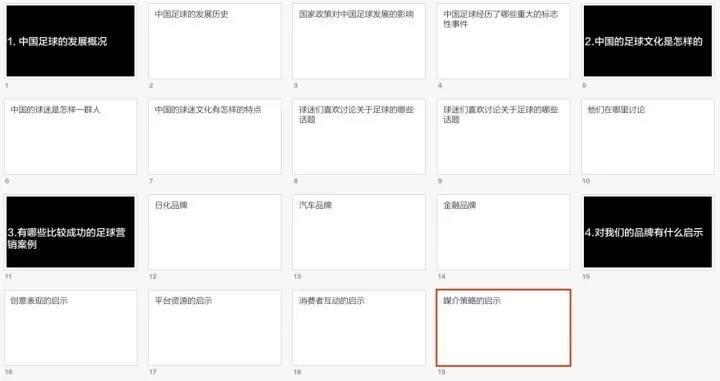 1. 中国足球的发展概况
中国足球的发展历史
国家政策对中国足球发展的影响
中国足球经历了哪些重大的标志
性事件
2.中国的足球文化是怎样的
1
2
3
4
5
中国的球迷是怎样一群人
中国的球迷文化有怎样的特点
球迷们喜欢讨论关于足球的哪些
话题
球迷们喜欢讨论关于足球的哪些
话题
他们在哪里讨论
6
7
8
9
10
3.有哪些比较成功的足球营
销案例
日化品牌
汽车品牌
金融品牌
4.对我们的品牌有什么启示
11
12
13
14
15
创意表现的启示
平台资源的启示
消费者互动的启示
媒介策略的启示
16
17
18
19